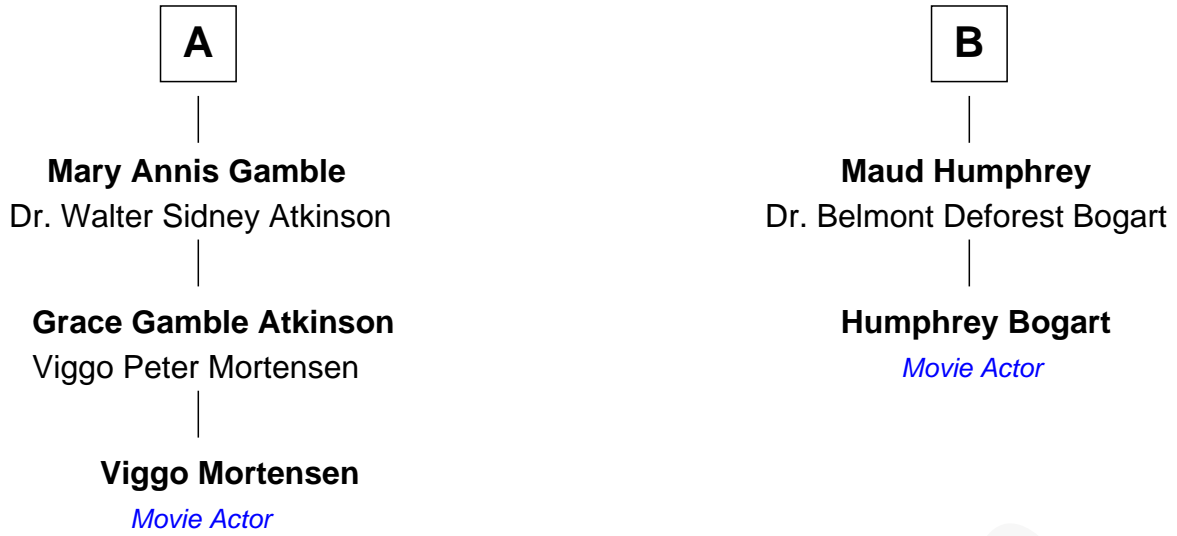 A
Mary Annis Gamble
Dr. Walter Sidney Atkinson
Grace Gamble Atkinson
Viggo Peter Mortensen
Viggo Mortensen
Movie Actor
B
Maud Humphrey
Dr. Belmont Deforest Bogart
Humphrey Bogart
Movie Actor